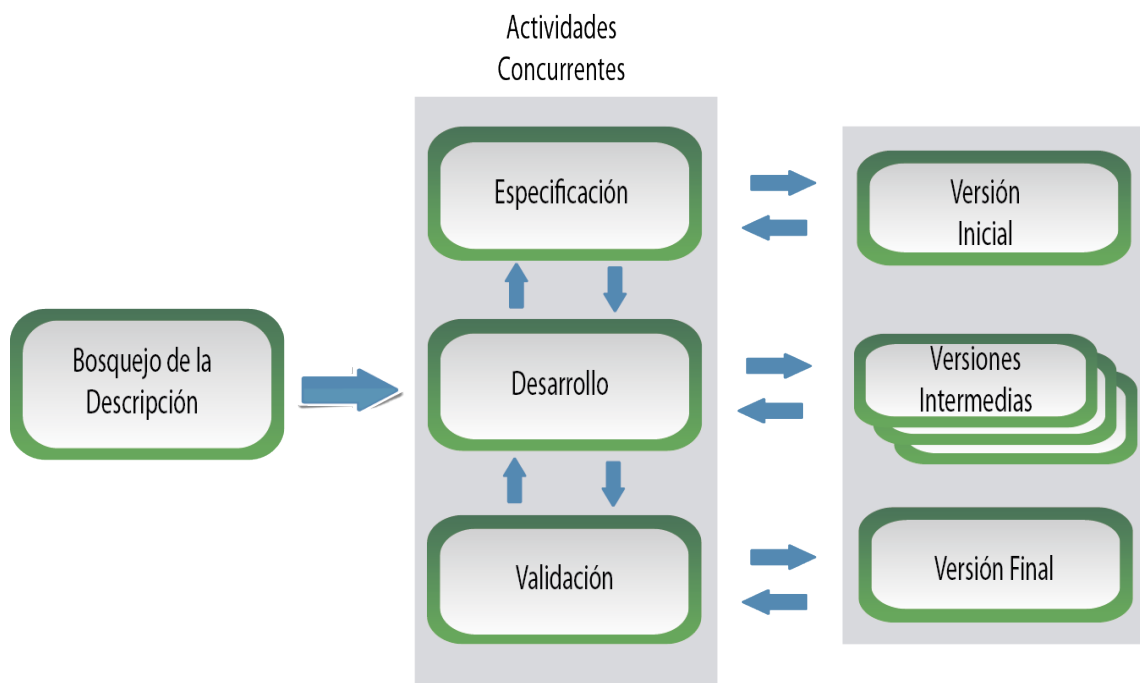 Actividades
Concurrentes
Especificación
Versión
Inicial
Bosquejo de la
Descripción
Desarrollo
Versiones
Intermedias
Validación
Versión Final